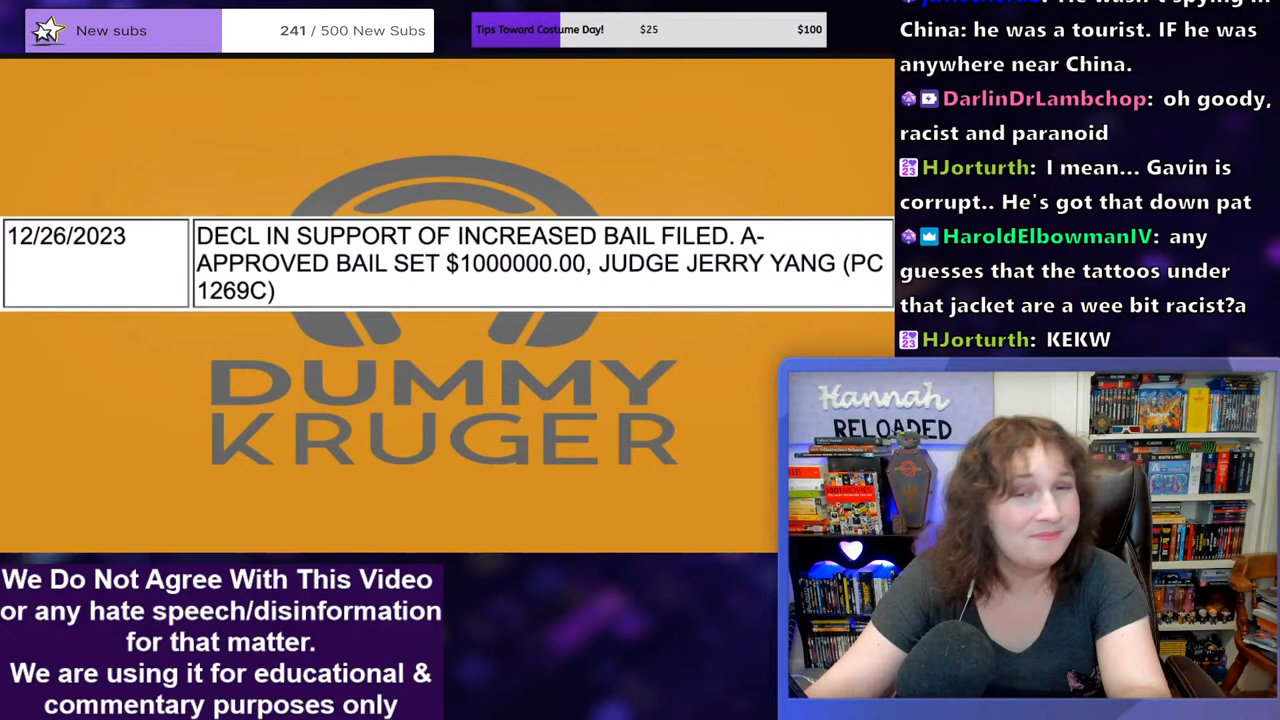 New subs
241 / 500 New Subs
Tips Toward Costume Day!
$25
$100
China: he was a tourist. IF he was
anywhere near China.
DarlinDrLambchop: oh goody,
racist and paranoid
HJorturth: I mean... Gavin is
corrupt.. He's got that down pat
HaroldElbowmanIV: any
guesses that the tattoos under
that jacket are a wee bit racist?a
HJorturth: KEKW
12/26/2023
DECL IN SUPPORT OF INCREASED BAIL FILED. A-
APPROVED BAIL SET $1000000.00, JUDGE JERRY YANG (PC
1269C)
DUMMY
KRUGER
Hannah
RELOADED
1001 MOVIES
We Do Not Agree With This Video
or any hate speech/disinformation
for that matter.
We are using it for educational &
commentary purposes only